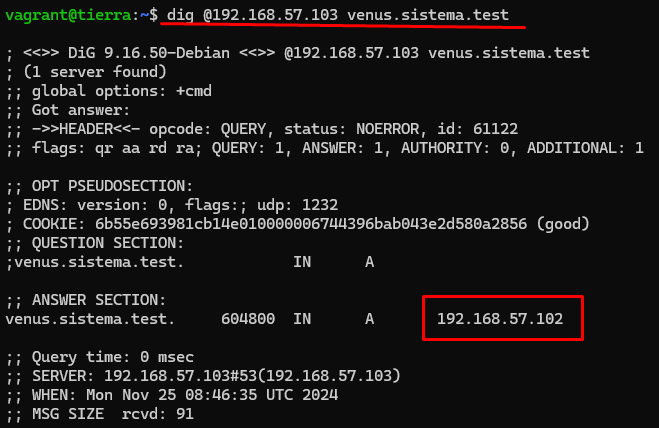 vagrant@tierra:~$ dig @192.168.57.103 venus.sistema.test
; <<>> DiG 9.16.50-Debian <<>> @192.168.57.103 venus.sistema.test
; (1 server found)
;; global options: +cmd
;; Got answer:
;; ->>HEADER<<- opcode: QUERY, status: NOERROR, id: 61122
;; flags: qr aa rd ra; QUERY: 1, ANSWER: 1, AUTHORITY: 0, ADDITIONAL: 1
;; OPT PSEUDOSECTION:
; EDNS: version: 0, flags:; udp: 1232
; COOKIE: 6b55e693981cb14e010000006744396bab043e2d580a2856 (good)
;; QUESTION SECTION:
;venus.sistema.test. IN A
;; ANSWER SECTION:
venus.sistema.test. 604800 IN A 192.168.57.102
;; Query time: 0 msec
;; SERVER: 192.168.57.103#53(192.168.57.103)
;; WHEN: Mon Nov 25 08:46:35 UTC 2024
;; MSG SIZE rcvd: 91